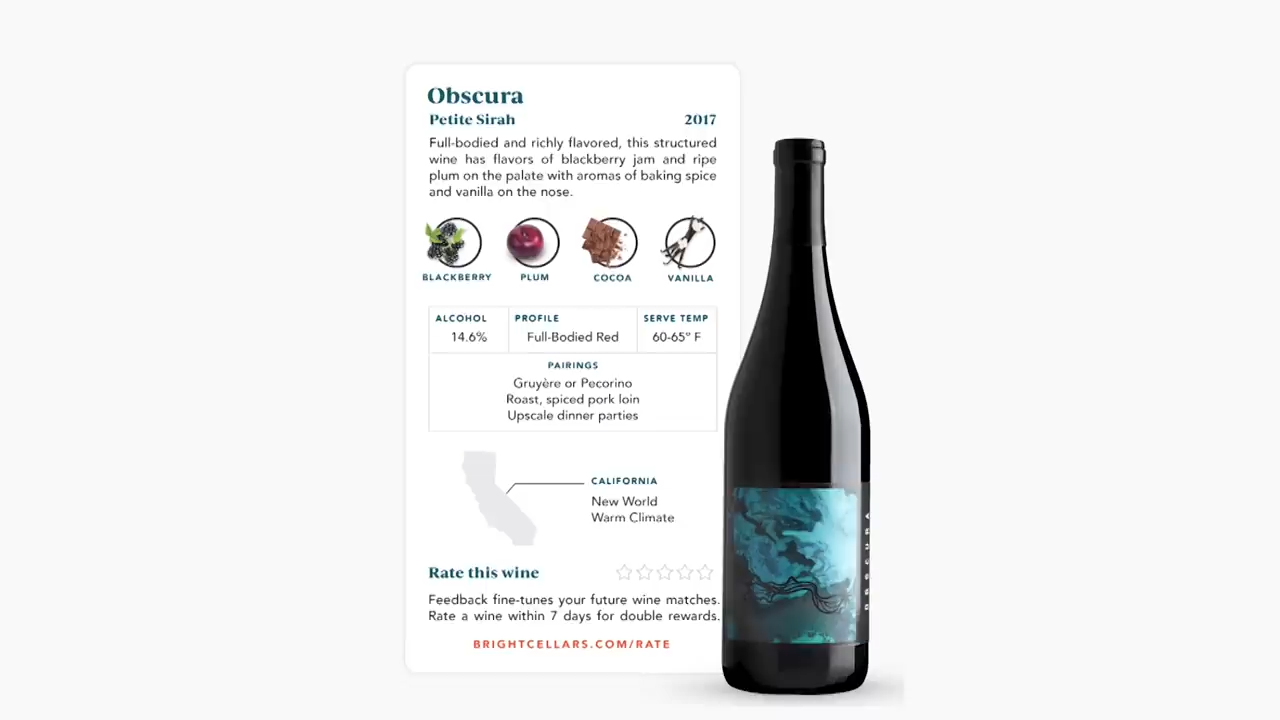 Obscura
Petite Sirah 2017
Full-bodied and richly flavored, this structured
wine has flavors of blackberry jam and ripe
plum on the palate with aromas of baking spice
and vanilla on the nose.
BLACKBERRY PLUM COCOA VANILLA
ALCOHOL PROFILE SERVE TEMP
14.6% Full-Bodied Red 60-65° F
PAIRINGS
Gruyère or Pecorino
Roast, spiced pork loin
Upscale dinner parties
CALIFORNIA
New World
Warm Climate
Rate this wine
Feedback fine-tunes your future wine matches.
Rate a wine within 7 days for double rewards.
BRIGHTCELLARS.COM/RATE
OBSCURA